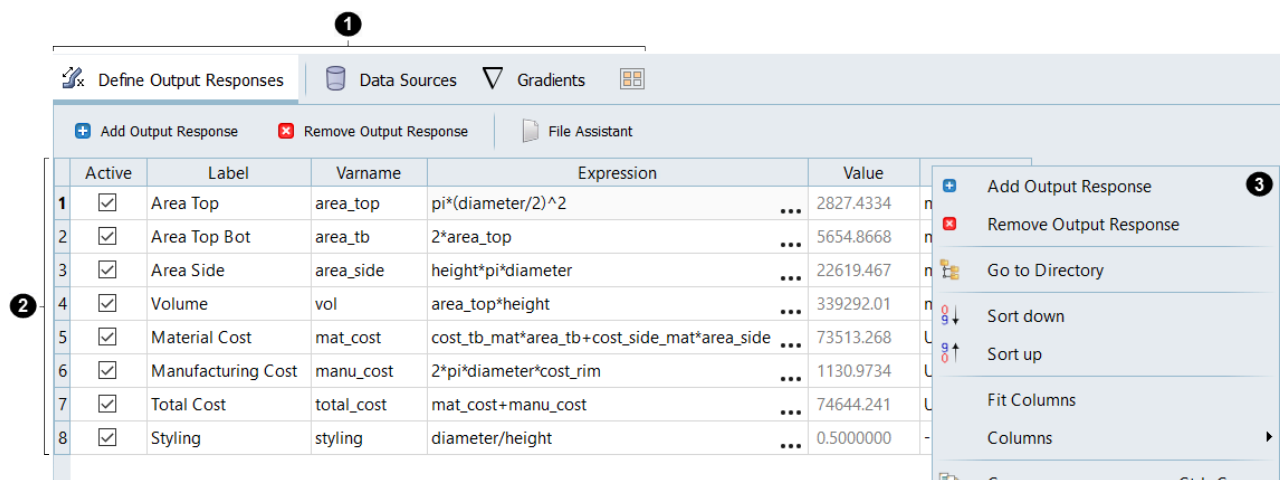 1
Define Output Responses Data Sources Gradients
Add Output Response Remove Output Response File Assistant
2
Active Label Varname Expression Value
1 Area Top area_top pi*(diameter/2)^2 ... 2827.4334
2 Area Top Bot area_tb 2*area_top ... 5654.8668
3 Area Side area_side height*pi*diameter ... 22619.467
4 Volume vol area_top*height ... 339292.01
5 Material Cost mat_cost cost_tb_mat*area_tb+cost_side_mat*area_side ... 73513.268
6 Manufacturing Cost manu_cost 2*pi*diameter*cost_rim ... 1130.9734
7 Total Cost total_cost mat_cost+manu_cost ... 74644.241
8 Styling styling diameter/height ... 0.5000000 -
3
Add Output Response
Remove Output Response
Go to Directory
Sort down
Sort up
Fit Columns
Columns